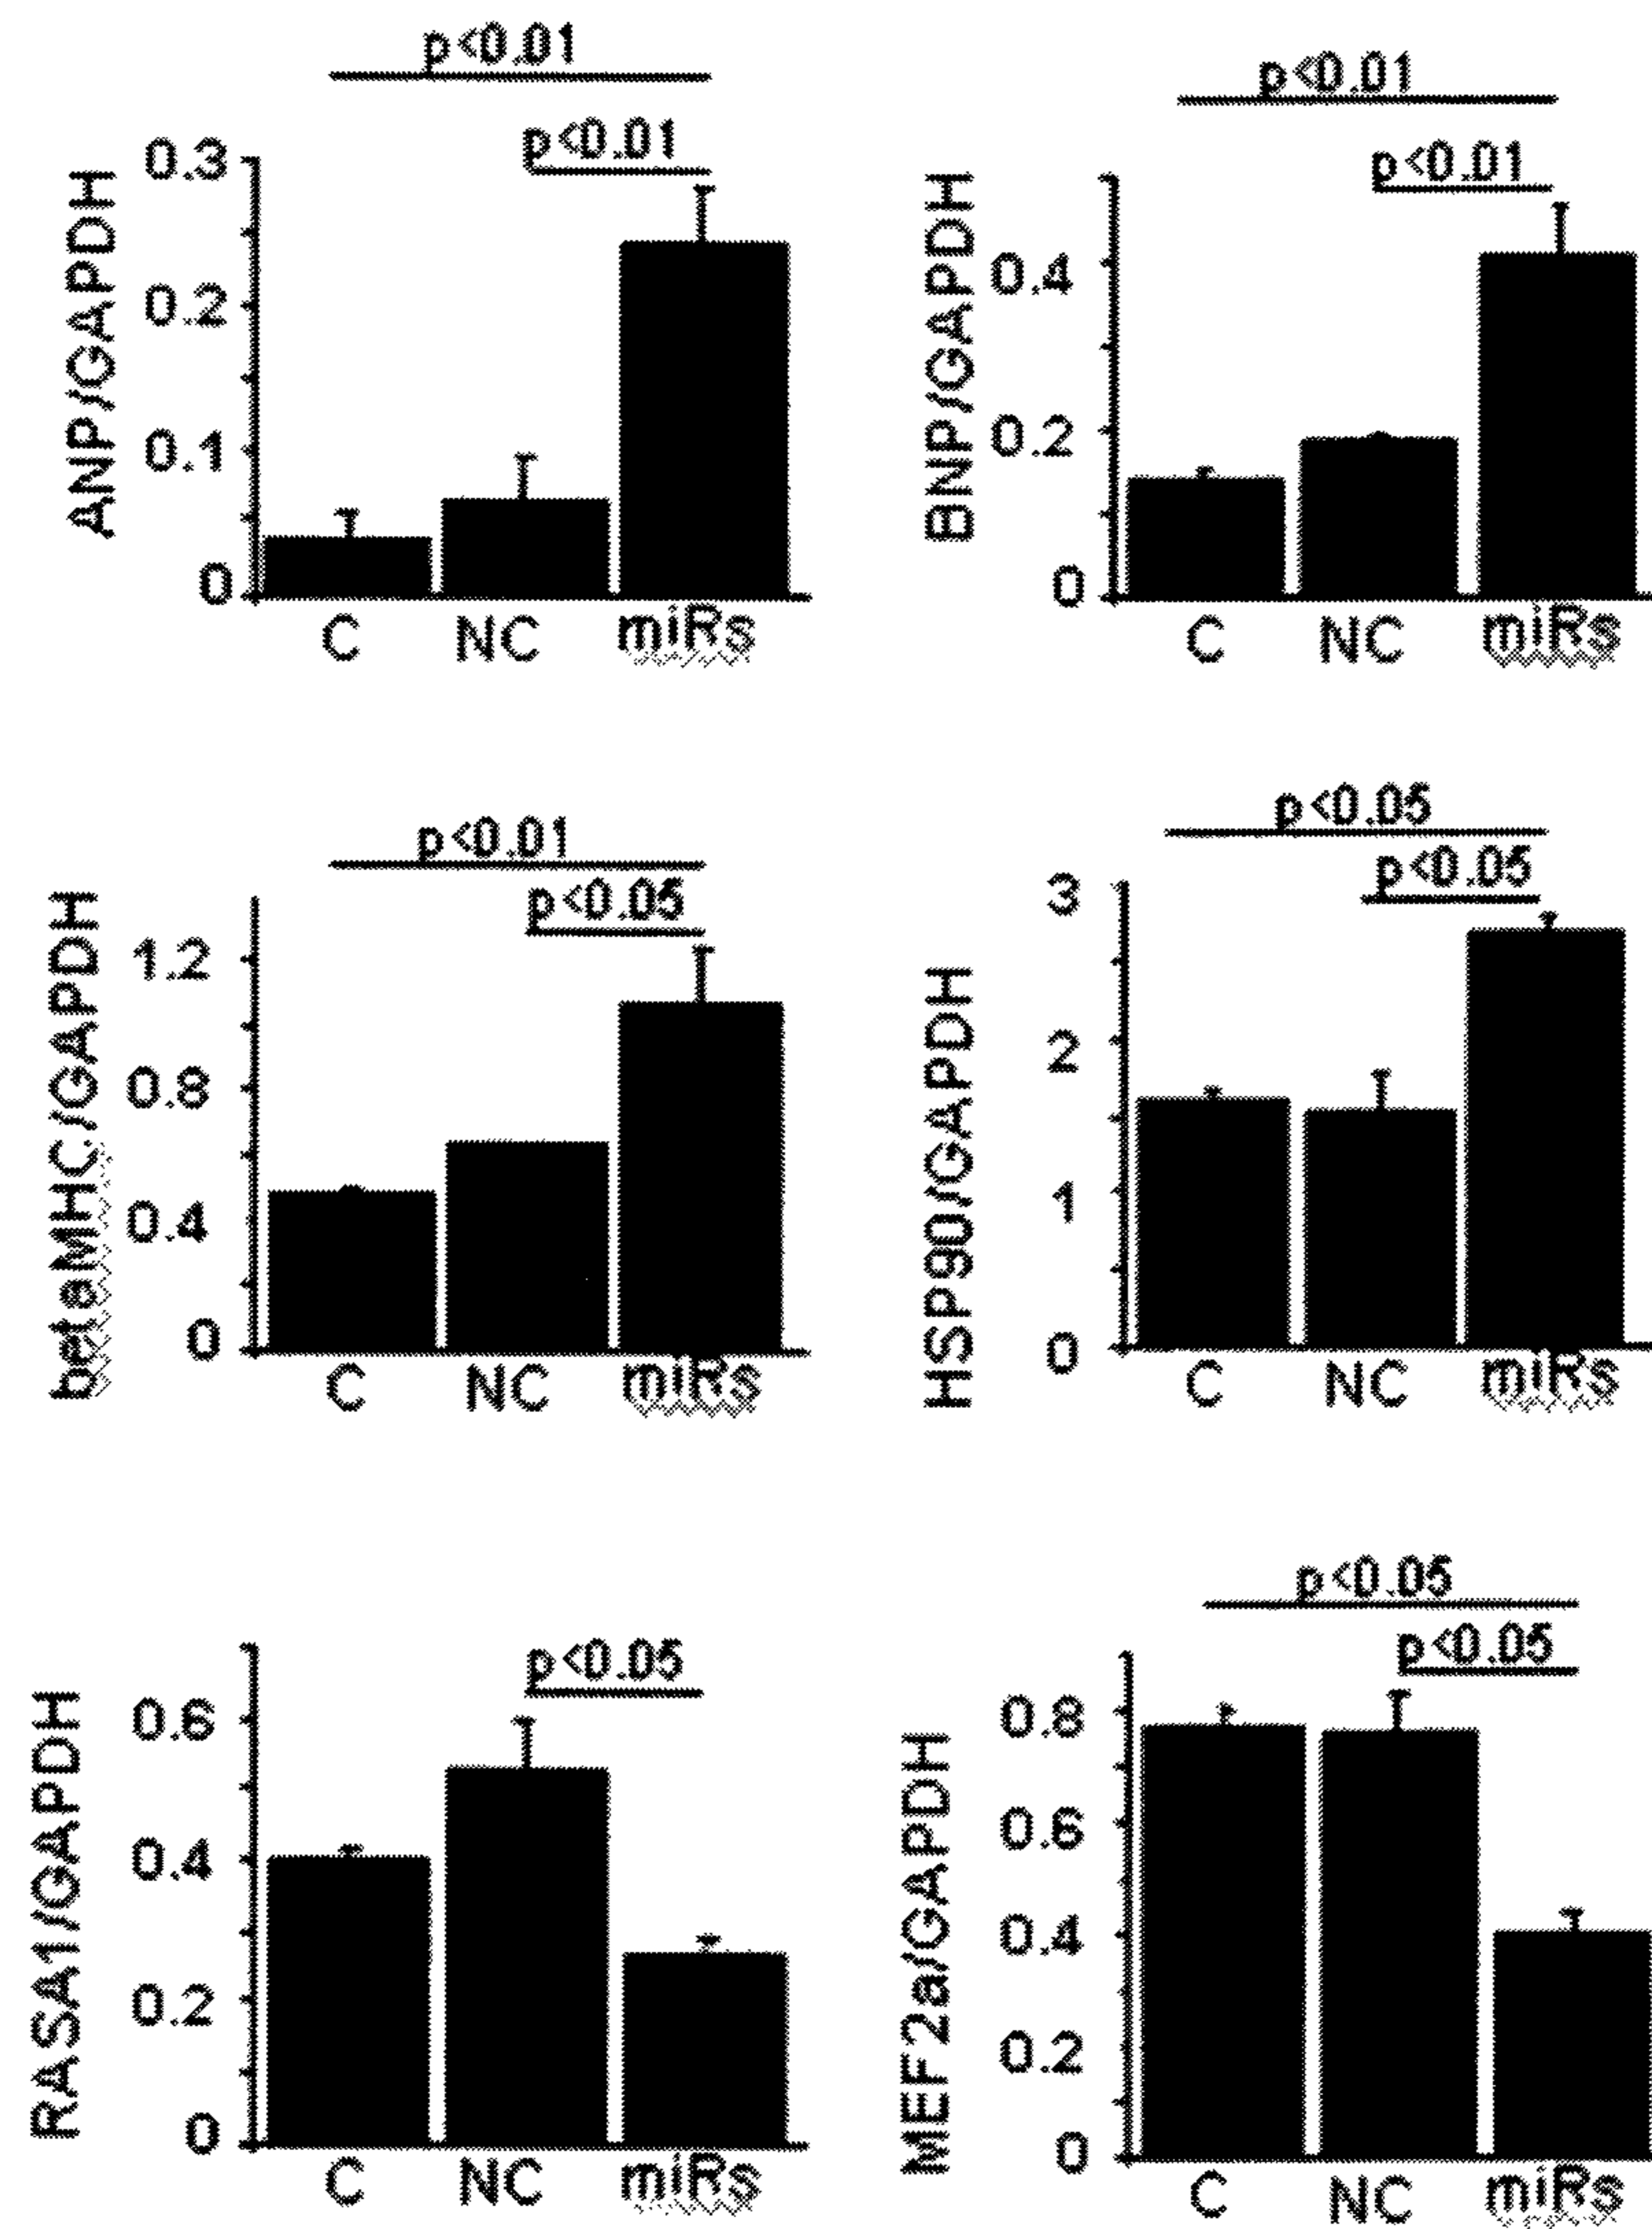 p<0.01
p<0.01
ANP/GAPDH
0.3
0.2
0.1
0
C NC miRs
p<0.01
p<0.01
BNP/GAPDH
0.4
0.2
0
C NC miRs
p<0.01
p<0.05
betaMHC/GAPDH
1.2
0.8
0.4
0
C NC miRs
p<0.05
p<0.05
HSP90/GAPDH
3
2
1
0
C NC miRs
p<0.05
RASA1/GAPDH
0.6
0.4
0.2
0
C NC miRs
p<0.05
p<0.05
MEF2a/GAPDH
0.8
0.6
0.4
0.2
0
C NC miRs